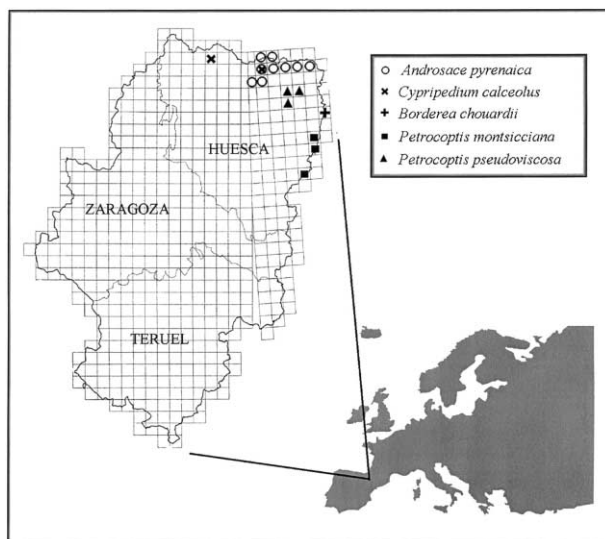 Androsace pyrenaica
Cypripedium calceolus
Borderea chouardii
Petrocoptis montsicciana
Petrocoptis pseudoviscosa
HUESCA
ZARAGOZA
TERUEL